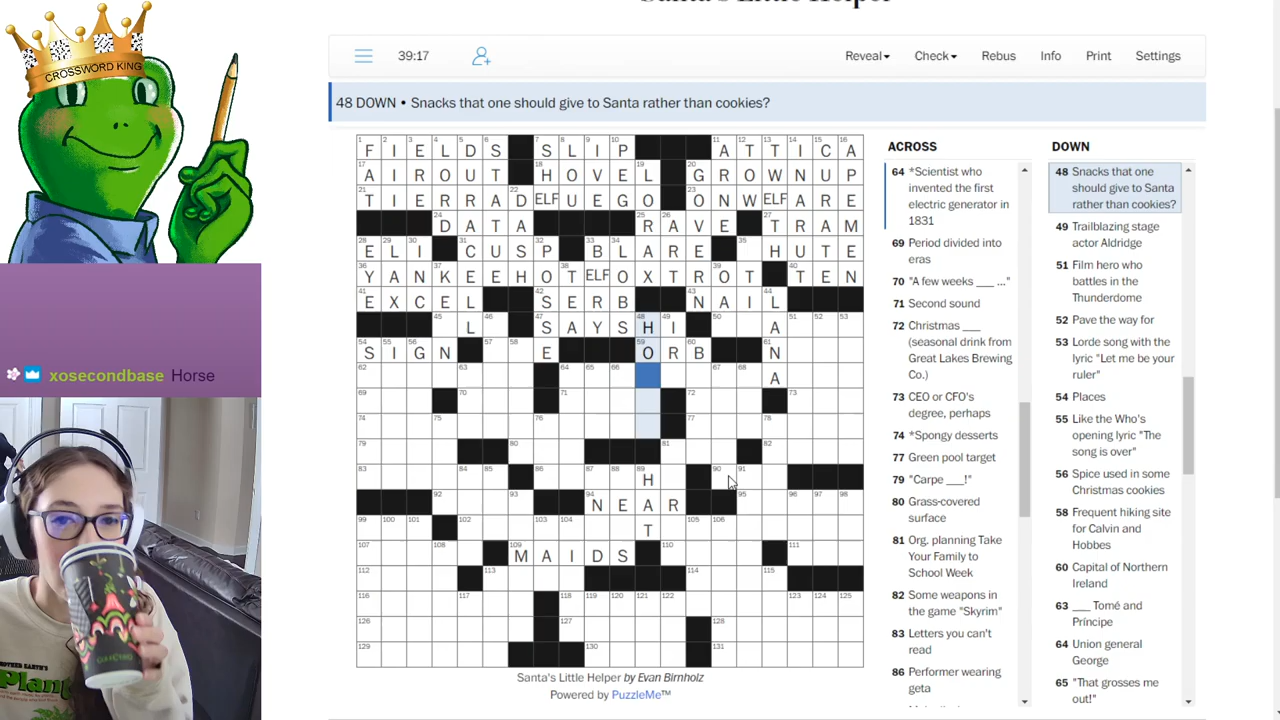 Santa's Little Helper
CROSSWORD KING
39:17
Reveal
Check
Rebus
Info
Print
Settings
48 DOWN • Snacks that one should give to Santa rather than cookies?
ACROSS
64 *Scientist who
invented the first
electric generator in
1831
69 Period divided into
eras
70 "A few weeks ___ ..."
71 Second sound
72 Christmas ___
(seasonal drink from
Great Lakes Brewing
Co.)
73 CEO or CFO's
degree, perhaps
74 *Spongy desserts
77 Green pool target
79 "Carpe ___!"
80 Grass-covered
surface
81 Org. planning Take
Your Family to
School Week
82 Some weapons in
the game "Skyrim"
83 Letters you can't
read
86 Performer wearing
geta
DOWN
48 Snacks that one
should give to Santa
rather than cookies?
49 Trailblazing stage
actor Aldridge
51 Film hero who
battles in the
Thunderdome
52 Pave the way for
53 Lorde song with the
lyric "Let me be your
ruler"
54 Places
55 Like the Who's
opening lyric "The
song is over"
56 Spice used in some
Christmas cookies
58 Frequent hiking site
for Calvin and
Hobbes
60 Capital of Northern
Ireland
63 ___ Tomé and
Príncipe
64 Union general
George
65 "That grosses me
out!"
F I E L D S S L I P A T T I C A
A I R O U T H O V E L G R O W N U P
T I E R R A D ELF U E G O O N W ELF A R E
D A T A R A V E T R A M
E L I C U S P B L A R E H U T E
Y A N K E E H O T ELF O X T R O T T E N
E X C E L S E R B N A I L
L S A Y S H I A
S I G N E O R B N
A
H
N E A R A
T
M A I D S
xosecondbase Horse
Santa's Little Helper by Evan Birnholz
Powered by PuzzleMe™